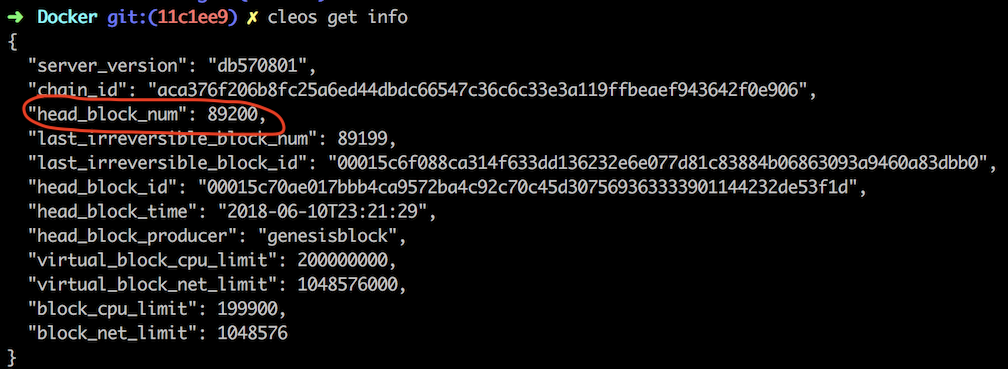 ➜ Docker git:(11c1ee9) ✗ cleos get info
{
"server_version": "db570801",
"chain_id": "aca376f206b8fc25a6ed44dbdc66547c36c6c33e3a119ffbeaef943642f0e906",
"head_block_num": 89200,
"last_irreversible_block_num": 89199,
"last_irreversible_block_id": "00015c6f088ca314f633dd136232e6e077d81c83884b06863093a9460a83dbb0",
"head_block_id": "00015c70ae017bbb4ca9572ba4c92c70c45d307569363333901144232de53f1d",
"head_block_time": "2018-06-10T23:21:29",
"head_block_producer": "genesisblock",
"virtual_block_cpu_limit": 200000000,
"virtual_block_net_limit": 1048576000,
"block_cpu_limit": 199900,
"block_net_limit": 1048576
}